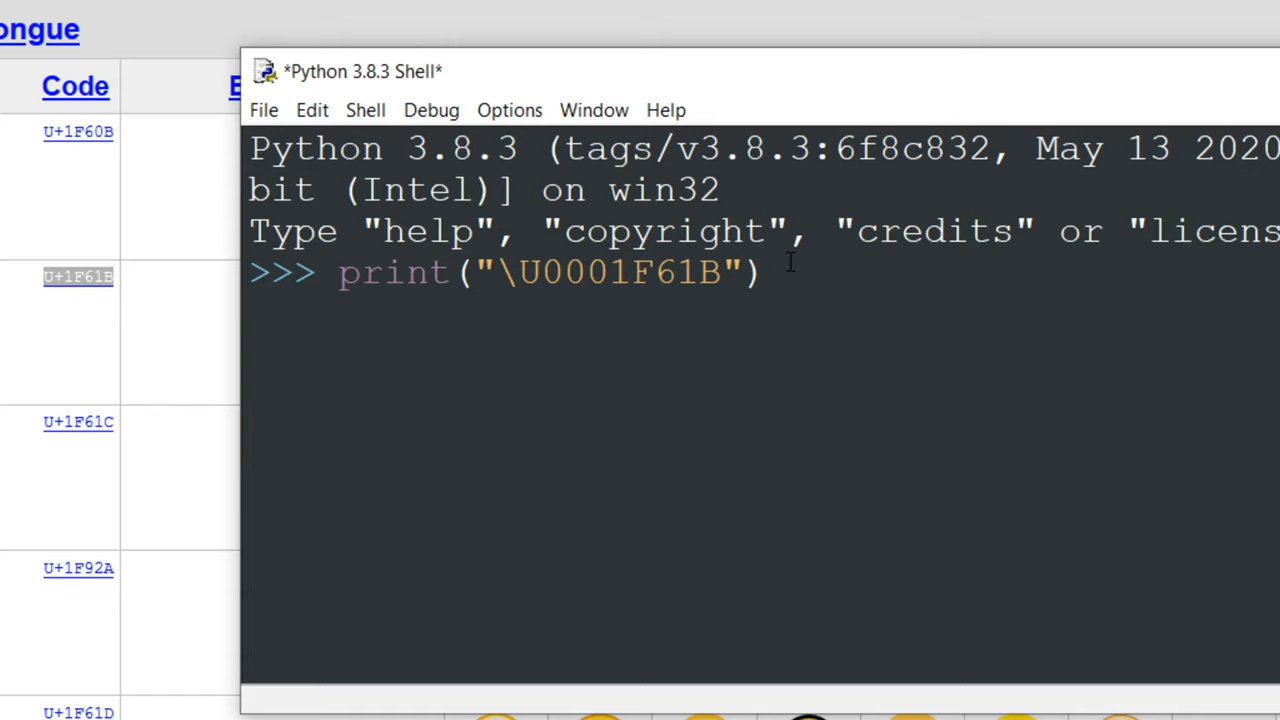 ongue
Code
U+1F60B
U+1F61B
U+1F61C
U+1F92A
U+1F61D
*Python 3.8.3 Shell*
File Edit Shell Debug Options Window Help
Python 3.8.3 (tags/v3.8.3:6f8c832, May 13 2020
bit (Intel)] on win32
Type "help", "copyright", "credits" or "licens
>>> print("\U0001F61B")